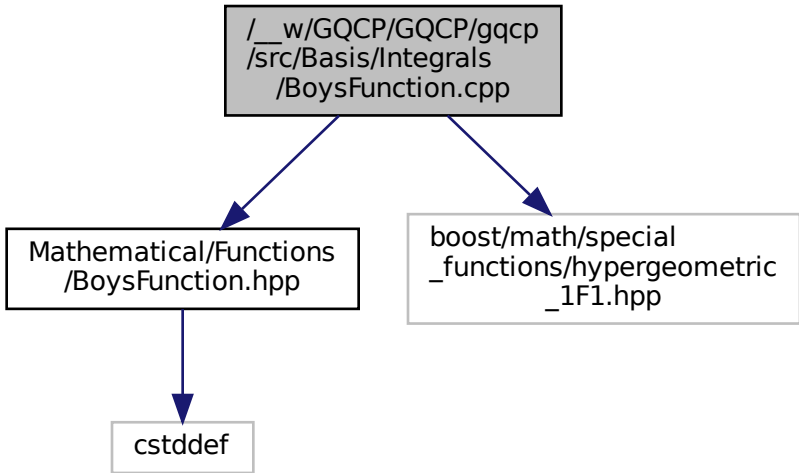 /__w/GQCP/GQCP/gqcp
/src/Basis/Integrals
/BoysFunction.cpp
Mathematical/Functions
/BoysFunction.hpp
boost/math/special
_functions/hypergeometric
_1F1.hpp
cstddef